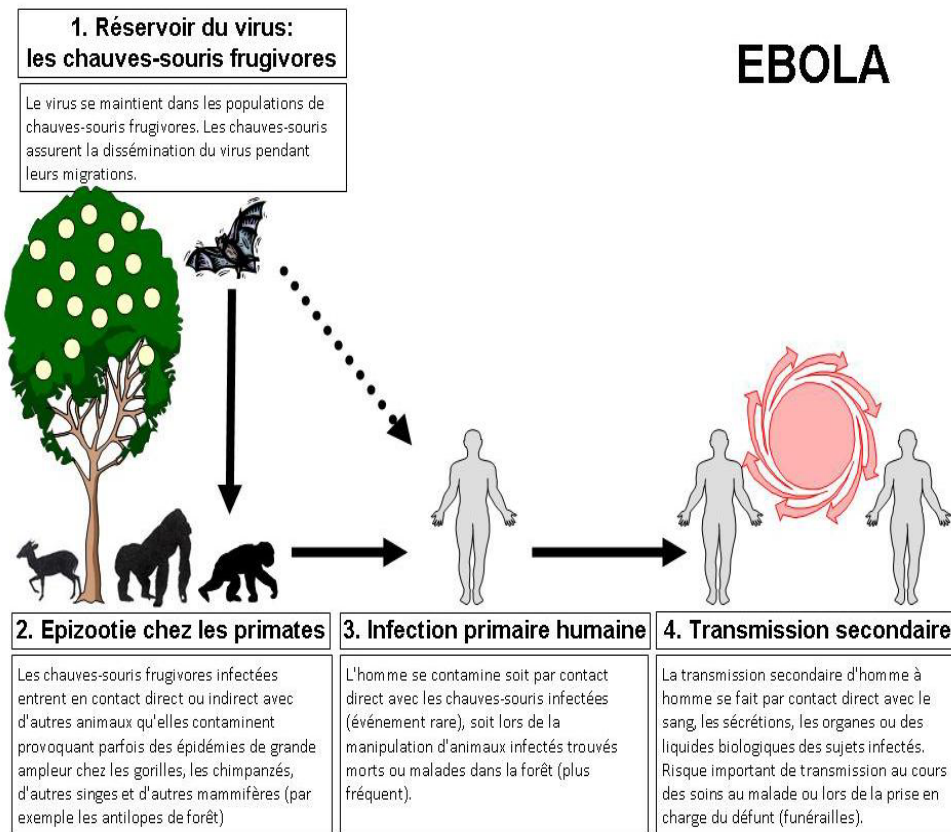 1. Réservoir du virus:
les chauves-souris frugivores
EBOLA
Le virus se maintient dans les populations de
chauves-souris frugivores. Les chauves-souris
assurent la dissémination du virus pendant
leurs migrations.
2. Epizootie chez les primates
Les chauves-souris frugivores infectées
entrent en contact direct ou indirect avec
d'autres animaux qu'elles contaminent
provoquant parfois des épidémies de grande
ampleur chez les gorilles, les chimpanzés,
d'autres singes et d'autres mammifères (par
exemple les antilopes de forêt)
3. Infection primaire humaine
L'homme se contamine soit par contact
direct avec les chauves-souris infectées
(événement rare), soit lors de la
manipulation d'animaux infectés trouvés
morts ou malades dans la forêt (plus
fréquent).
4. Transmission secondaire
La transmission secondaire d'homme à
homme se fait par contact direct avec le
sang, les sécrétions, les organes ou des
liquides biologiques des sujets infectés.
Risque important de transmission au cours
des soins au malade ou lors de la prise en
charge du défunt (funérailles).